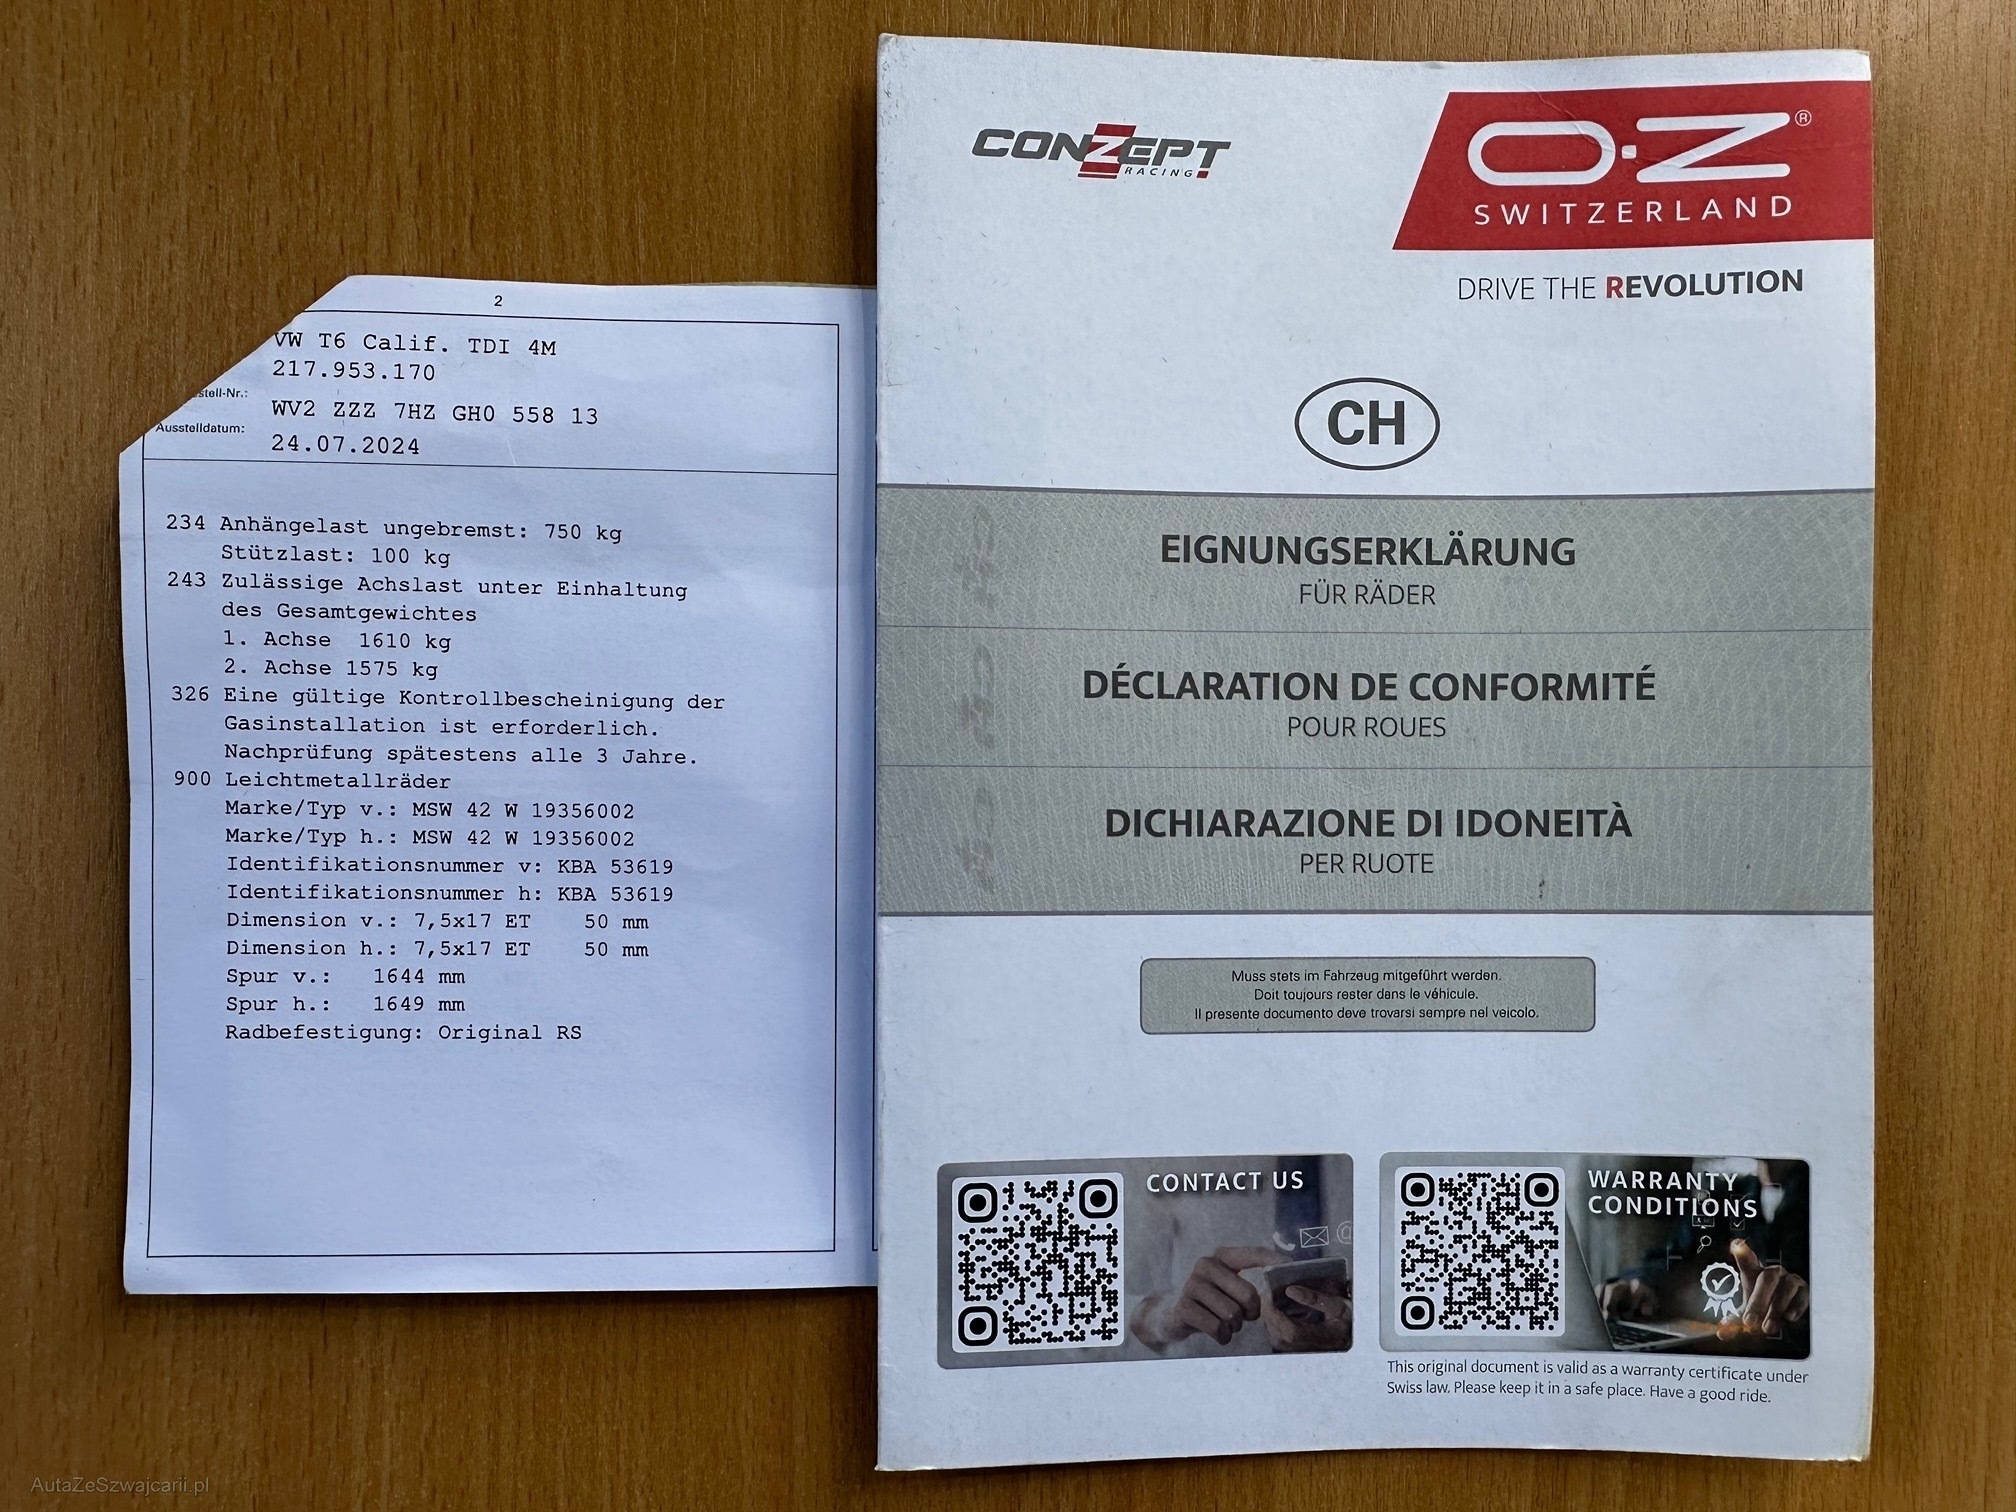 2
VW T6 Calif. TDI 4M
217.953.170
stell-Nr.: WV2 ZZZ 7HZ GH0 558 13
Ausstelldatum: 24.07.2024
234 Anhängelast ungebremst: 750 kg
Stützlast: 100 kg
243 Zulässige Achslast unter Einhaltung
des Gesamtgewichtes
1. Achse 1610 kg
2. Achse 1575 kg
326 Eine gültige Kontrollbescheinigung der
Gasinstallation ist erforderlich.
Nachprüfung spätestens alle 3 Jahre.
900 Leichtmetallräder
Marke/Typ v.: MSW 42 W 19356002
Marke/Typ h.: MSW 42 W 19356002
Identifikationsnummer v: KBA 53619
Identifikationsnummer h: KBA 53619
Dimension v.: 7,5x17 ET 50 mm
Dimension h.: 7,5x17 ET 50 mm
Spur v.: 1644 mm
Spur h.: 1649 mm
Radbefestigung: Original RS
CONZEPT
RACING
O·Z®
SWITZERLAND
DRIVE THE REVOLUTION
CH
EIGNUNGSERKLÄRUNG
FÜR RÄDER
DÉCLARATION DE CONFORMITÉ
POUR ROUES
DICHIARAZIONE DI IDONEITÀ
PER RUOTE
Muss stets im Fahrzeug mitgeführt werden.
Doit toujours rester dans le véhicule.
Il presente documento deve trovarsi sempre nel veicolo.
CONTACT US
WARRANTY
CONDITIONS
This original document is valid as a warranty certificate under
Swiss law. Please keep it in a safe place. Have a good ride.
AutaZeSzwajcarii.pl